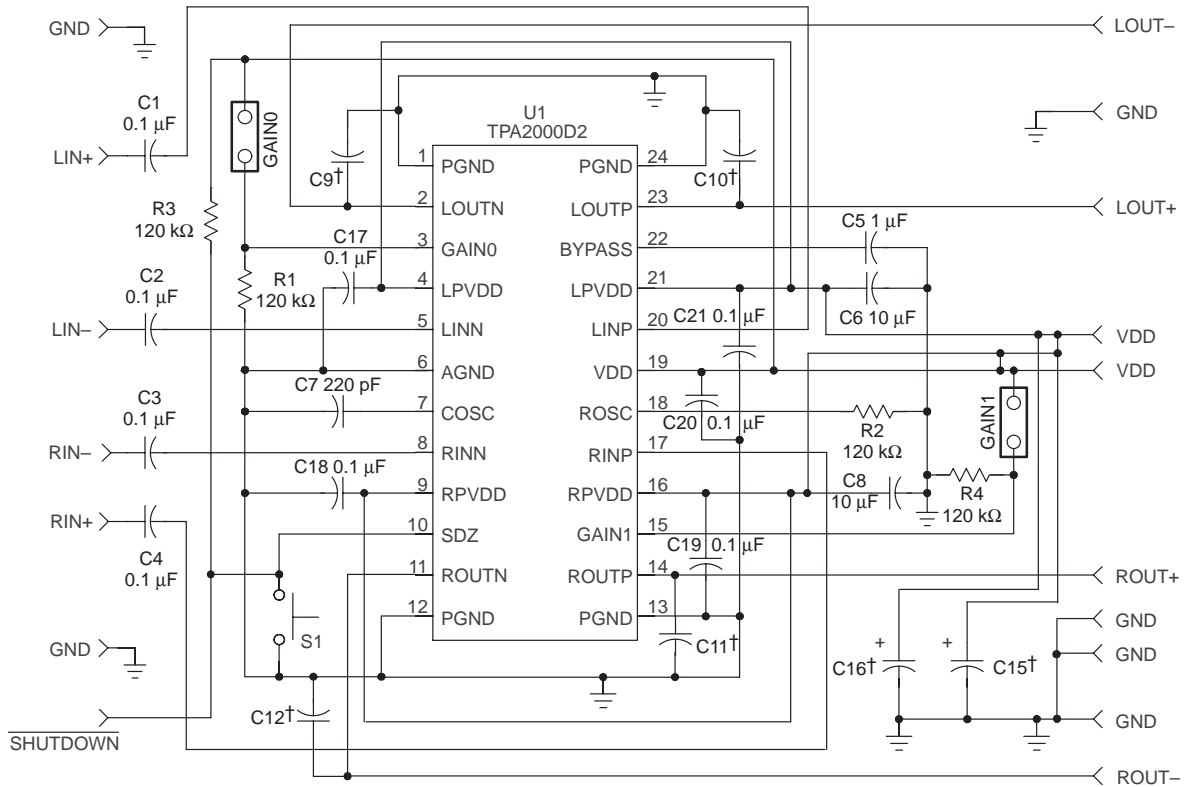 GND
LOUT–
C1
0.1 µF
LIN+
GAIN0
U1
TPA2000D2
GND
C9†
C10†
1 PGND
PGND 24
2 LOUTN
LOUTP 23
LOUT+
R3
120 kΩ
C17
0.1 µF
C5 1 µF
3 GAIN0
BYPASS 22
C2
0.1 µF
R1
120 kΩ
4 LPVDD
LPVDD 21
C21 0.1 µF
C6 10 µF
LIN–
5 LINN
LINP 20
VDD
6 AGND
VDD 19
VDD
C7 220 pF
C3
0.1 µF
7 COSC
ROSC 18
C20 0.1 µF
R2
120 kΩ
GAIN1
RIN–
8 RINN
RINP 17
C18 0.1 µF
C8
10 µF
R4
120 kΩ
9 RPVDD
RPVDD 16
RIN+
C4
0.1 µF
10 SDZ
GAIN1 15
C19 0.1 µF
11 ROUTN
ROUTP 14
ROUT+
12 PGND
PGND 13
GND
S1
C11†
GND
GND
+
C16†
+
C15†
C12†
GND
SHUTDOWN
ROUT–